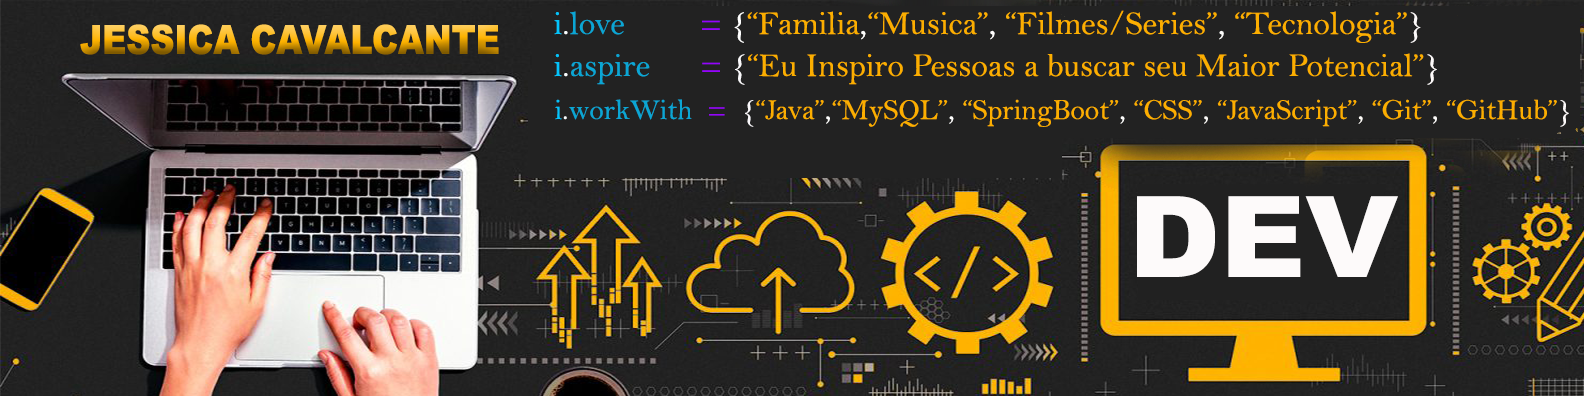 JESSICA CAVALCANTE
i.love = {“Familia,“Musica”, “Filmes/Series”, “Tecnologia”}
i.aspire = {“Eu Inspiro Pessoas a buscar seu Maior Potencial”}
i.workWith = {“Java”,“MySQL”, “SpringBoot”, “CSS”, “JavaScript”, “Git”, “GitHub”}
</>
DEV